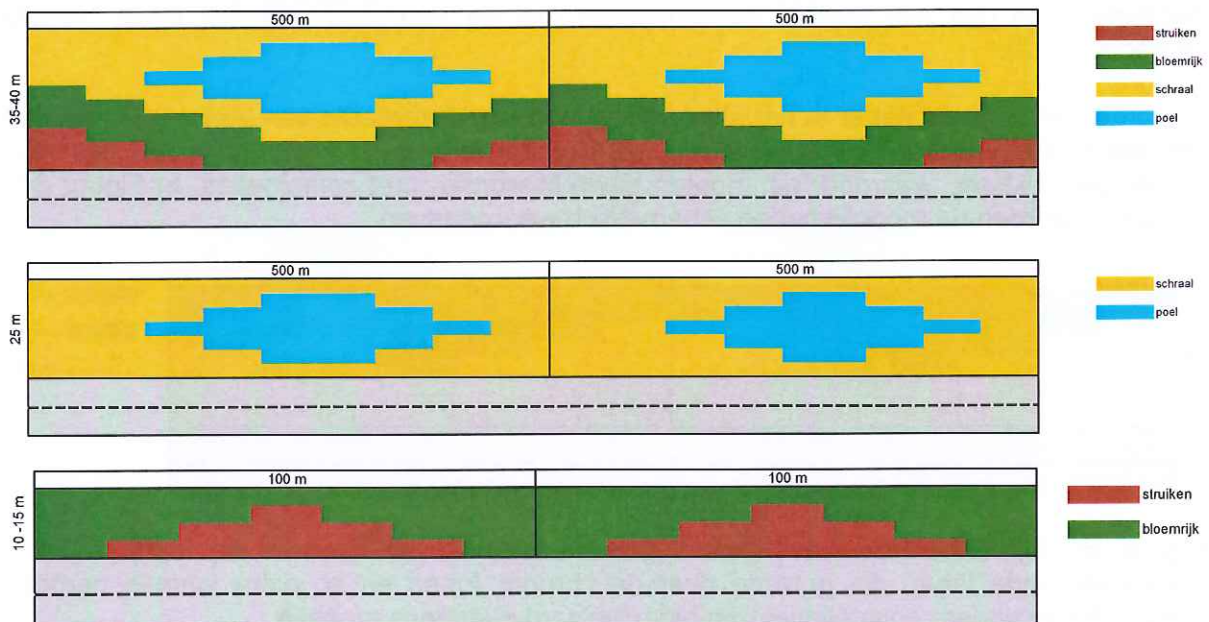 500 m
500 m
35-40 m
struiken
bloemrijk
schraal
poel
500 m
500 m
25 m
schraal
poel
100 m
100 m
10 -15 m
struiken
bloemrijk